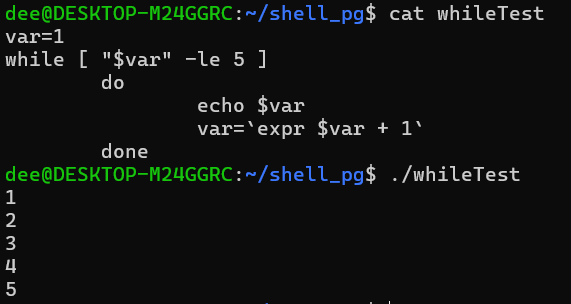 dee@DESKTOP-M24GGRC:~/shell_pg$ cat whileTest
var=1
while [ "$var" -le 5 ]
        do
                echo $var
                var=`expr $var + 1`
        done
dee@DESKTOP-M24GGRC:~/shell_pg$ ./whileTest
1
2
3
4
5